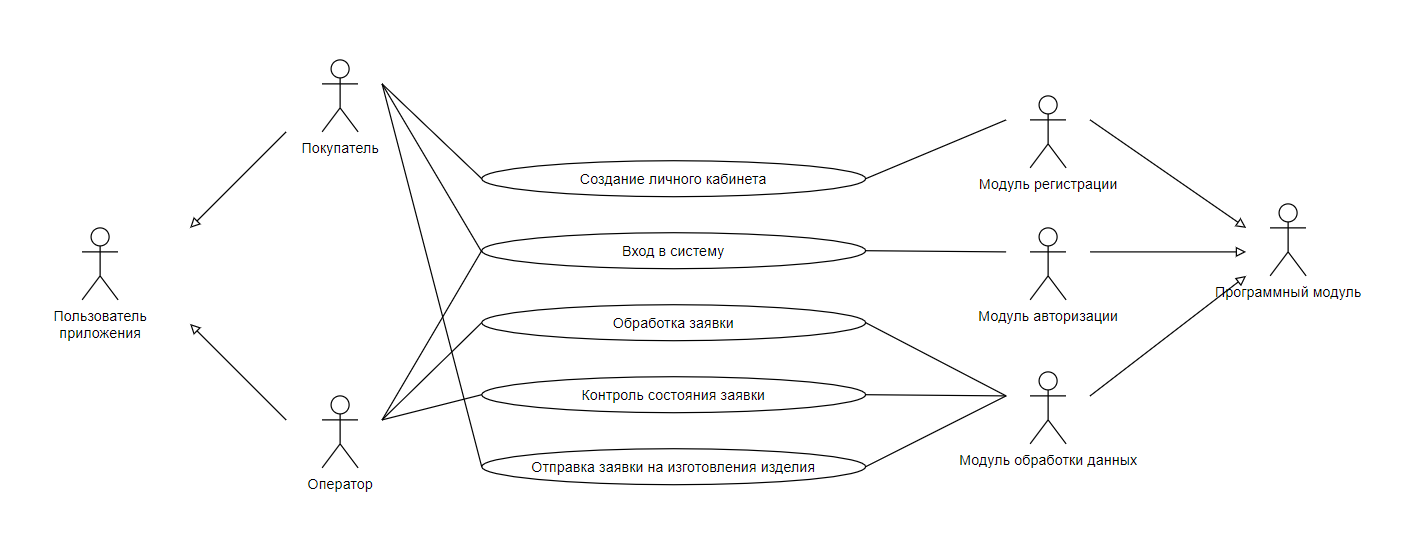 Покупатель
Создание личного кабинета
Модуль регистрации
Вход в систему
Программный модуль
Пользователь
приложения
Обработка заявки
Модуль авторизации
Контроль состояния заявки
Отправка заявки на изготовления изделия
Модуль обработки данных
Оператор